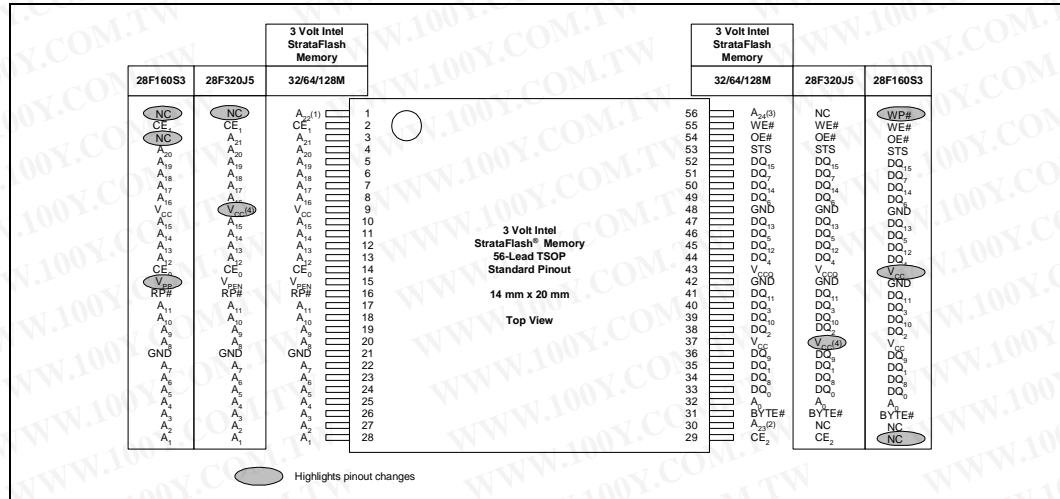 3 Volt Intel
StrataFlash
Memory
3 Volt Intel
StrataFlash
Memory
28F160S3 28F320J5 32/64/128M 32/64/128M 28F320J5 28F160S3
NC NC A22(1) 1 56 A24(3) NC WP#
CE1 CE1 CE1 2 55 WE# WE# WE#
NC A21 A21 3 54 OE# OE# OE#
A20 A20 A20 4 53 STS STS STS
A19 A19 A19 5 52 DQ15 DQ15 DQ15
A18 A18 A18 6 51 DQ7 DQ7 DQ7
A17 A17 A17 7 50 DQ14 DQ14 DQ14
A16 A16 A16 8 49 DQ6 DQ6 DQ6
VCC VCC(4) VCC 9 48 GND GND GND
A15 A15 A15 10 47 DQ13 DQ13 DQ13
A14 A14 A14 11 46 DQ5 DQ5 DQ5
A13 A13 A13 12 45 DQ12 DQ12 DQ12
A12 A12 A12 13 44 DQ4 DQ4 DQ4
CE0 CE0 CE0 14 43 VCCQ VCCQ VCC
VPP VPEN VPEN 15 42 GND GND GND
RP# RP# RP# 16 41 DQ11 DQ11 DQ11
A11 A11 A11 17 40 DQ3 DQ3 DQ3
A10 A10 A10 18 39 DQ10 DQ10 DQ10
A9 A9 A9 19 38 DQ2 DQ2 DQ2
A8 A8 A8 20 37 VCC VCC(4) VCC
GND GND GND 21 36 DQ9 DQ9 DQ9
A7 A7 A7 22 35 DQ1 DQ1 DQ1
A6 A6 A6 23 34 DQ8 DQ8 DQ8
A5 A5 A5 24 33 DQ0 DQ0 DQ0
A4 A4 A4 25 32 A0 A0 A0
A3 A3 A3 26 31 BYTE# BYTE# BYTE#
A2 A2 A2 27 30 A23(2) NC NC
A1 A1 A1 28 29 CE2 CE2 NC
3 Volt Intel
StrataFlash® Memory
56-Lead TSOP
Standard Pinout
14 mm x 20 mm
Top View
Highlights pinout changes
WWW.100Y.COM.TW